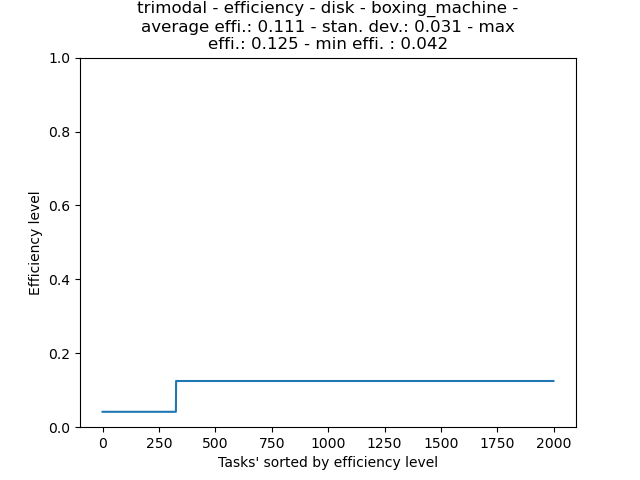 trimodal - efficiency - disk - boxing_machine -
average effi.: 0.111 - stan. dev.: 0.031 - max
effi.: 0.125 - min effi. : 0.042
1.0
0.8
0.6
0.4
0.2
0.0
Efficiency level
0 250 500 750 1000 1250 1500 1750 2000
Tasks' sorted by efficiency level